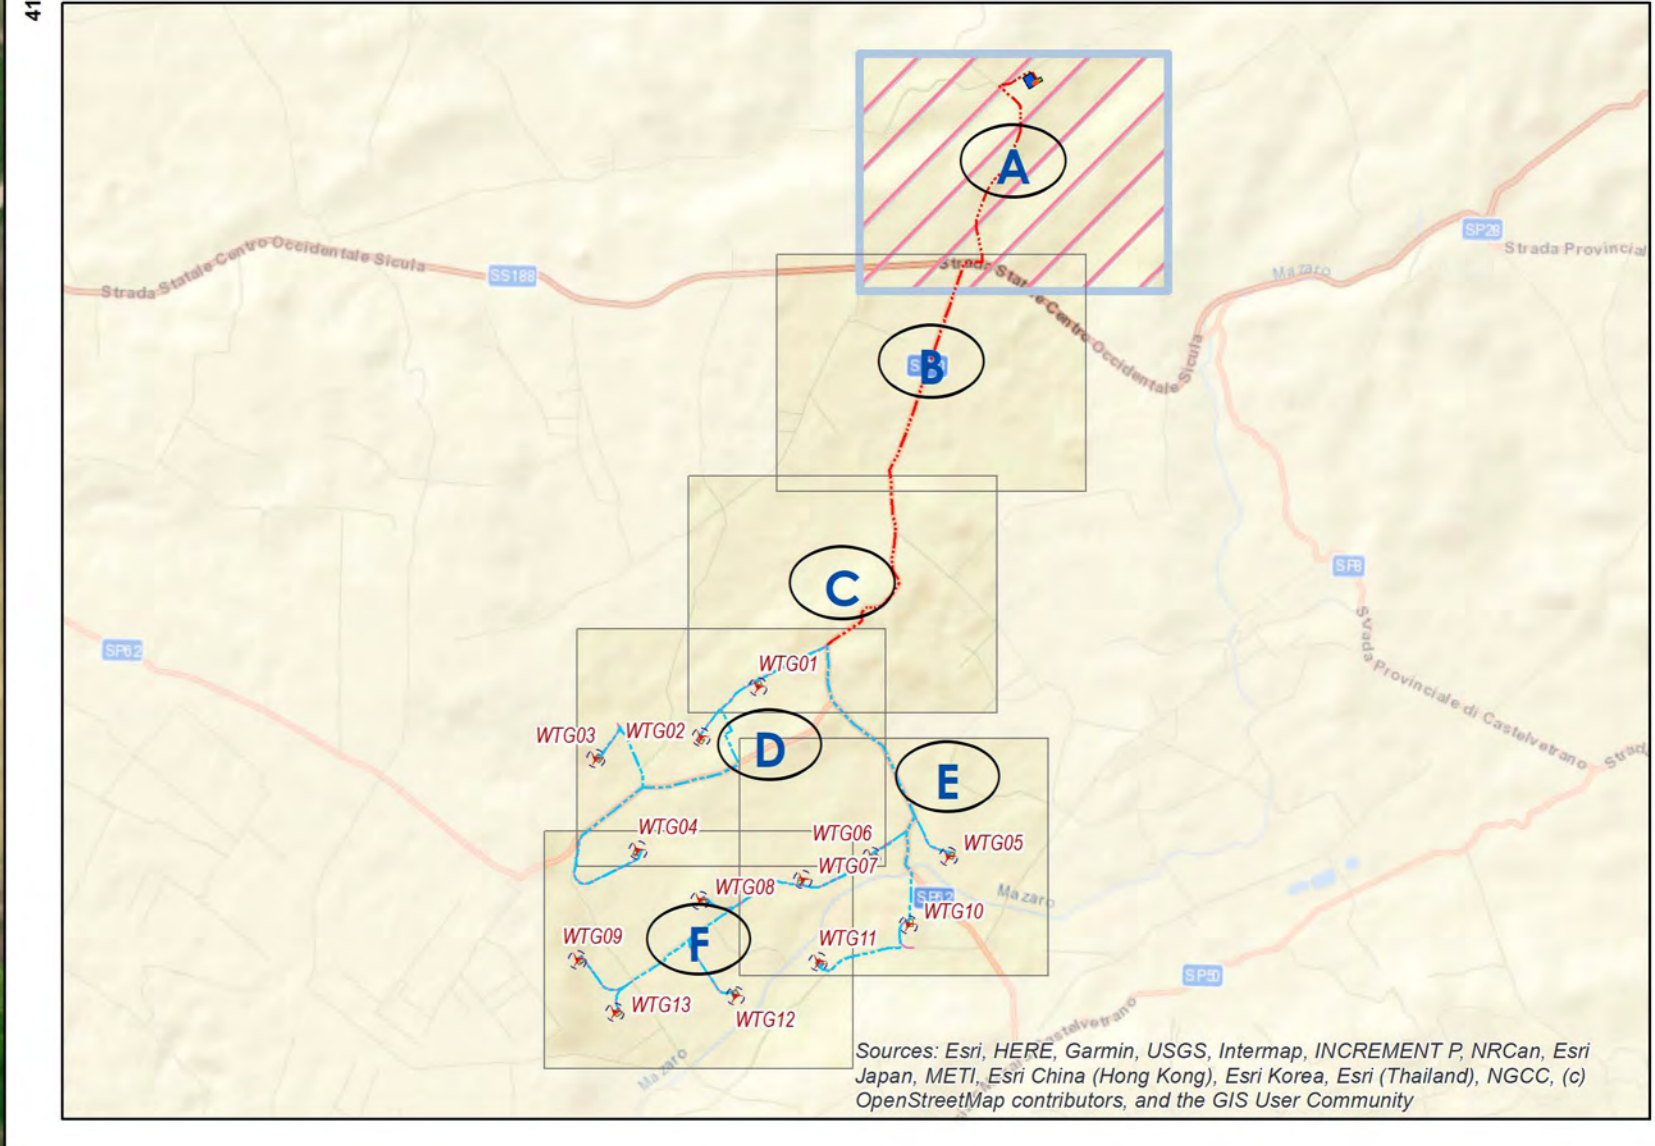 41
A
Strada Statale Centro Occidentale Sicula
SS188
SP26
Strada Provincial
Mazaro
Strada Statale Centro Occidentale Sicula
B
C
SP8
Strada Provinciale di Castelvetrano
Strad
SP62
WTG01
WTG03
WTG02
D
E
WTG04
WTG06
WTG05
WTG07
WTG08
SP62
Mazaro
WTG10
WTG09
F
WTG11
SP50
WTG13
WTG12
Mazaro
Castelvetrano
Sources: Esri, HERE, Garmin, USGS, Intermap, INCREMENT P, NRCan, Esri
Japan, METI, Esri China (Hong Kong), Esri Korea, Esri (Thailand), NGCC, (c)
OpenStreetMap contributors, and the GIS User Community